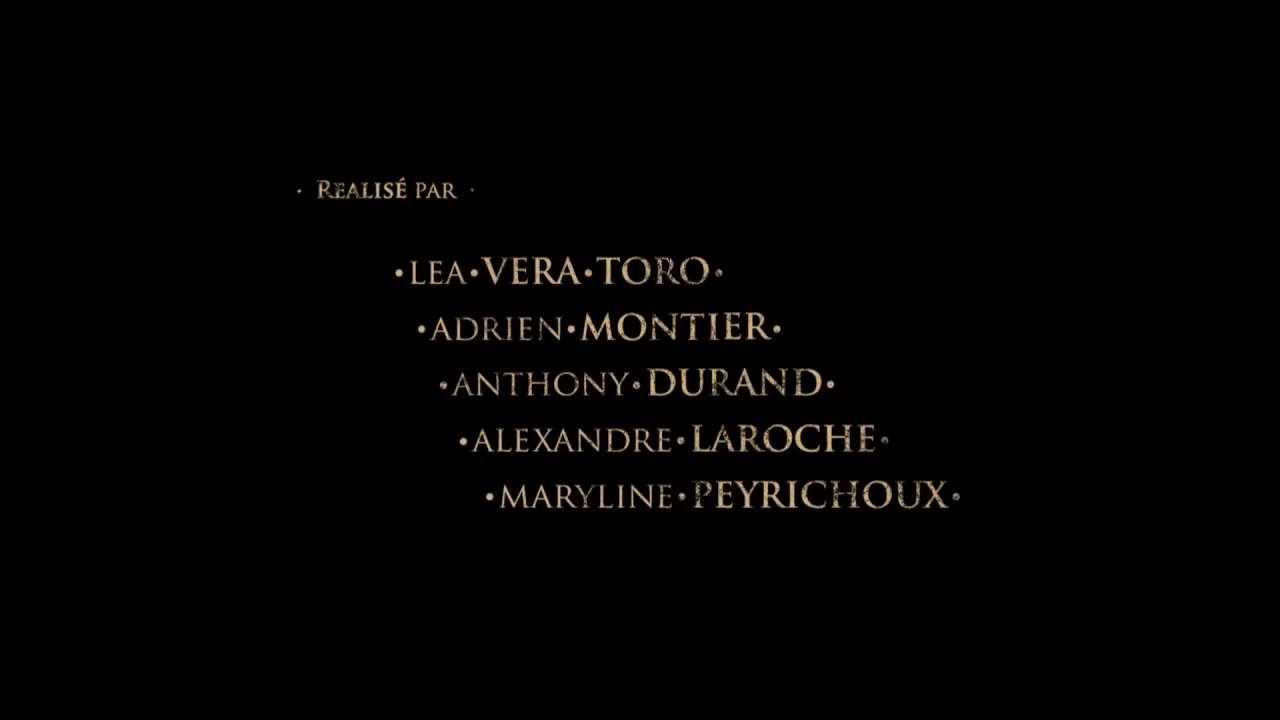 · REALISÉ PAR ·
•LEA•VERA•TORO•
•ADRIEN•MONTIER•
•ANTHONY•DURAND•
•ALEXANDRE•LAROCHE•
•MARYLINE•PEYRICHOUX•